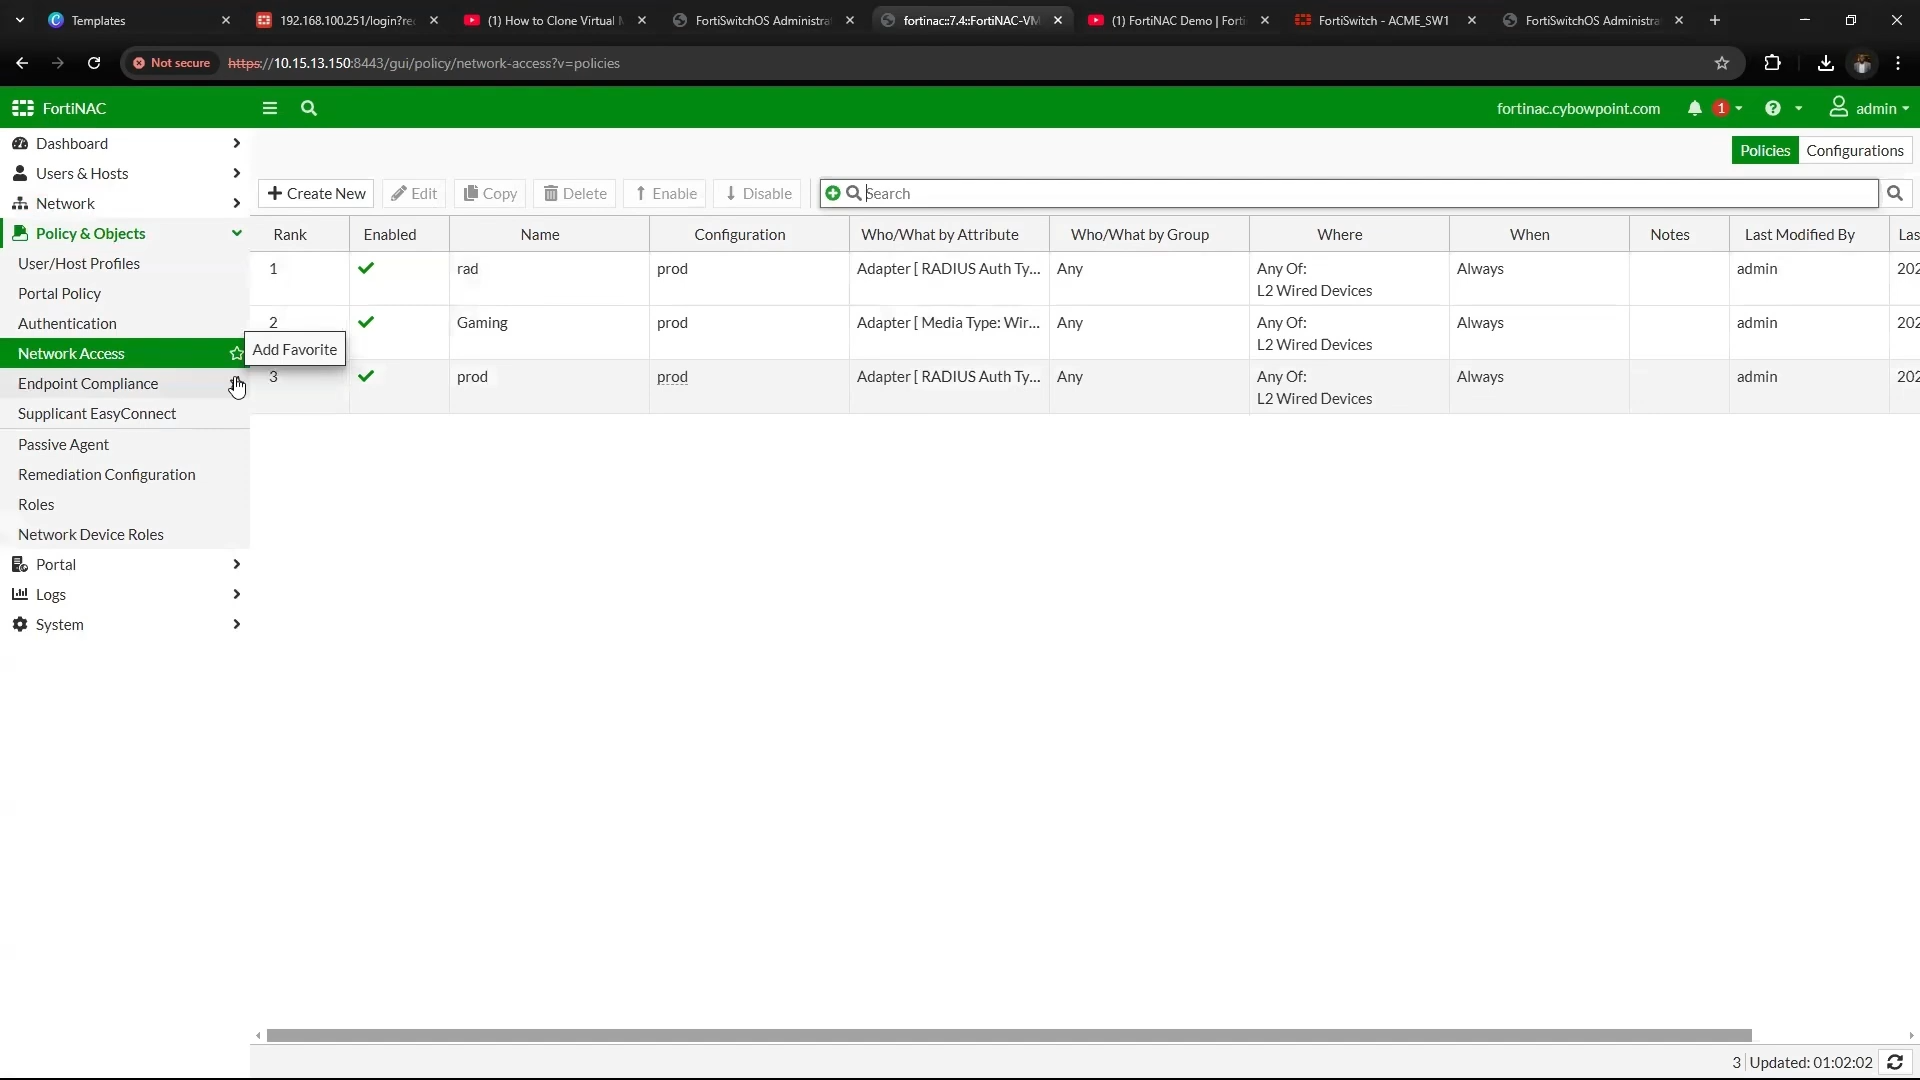 Templates
192.168.100.251/login?rec
(1) How to Clone Virtual M
FortiSwitchOS Administra
fortinac::7.4::FortiNAC-VM
(1) FortiNAC Demo | Forti
FortiSwitch - ACME_SW1
FortiSwitchOS Administra
Not secure
https://10.15.13.150:8443/gui/policy/network-access?v=policies
FortiNAC
fortinac.cybowpoint.com
1
admin
Dashboard
Users & Hosts
Network
Policy & Objects
User/Host Profiles
Portal Policy
Authentication
Network Access
Add Favorite
Endpoint Compliance
Supplicant EasyConnect
Passive Agent
Remediation Configuration
Roles
Network Device Roles
Portal
Logs
System
Policies Configurations
Create New Edit Copy Delete Enable Disable Search
Rank Enabled Name Configuration Who/What by Attribute Who/What by Group Where When Notes Last Modified By Las
1 rad prod Adapter [ RADIUS Auth Ty... Any Any Of: Always admin 202
L2 Wired Devices
2 Gaming prod Adapter [ Media Type: Wir... Any Any Of: Always admin 202
L2 Wired Devices
3 prod prod Adapter [ RADIUS Auth Ty... Any Any Of: Always admin 202
L2 Wired Devices
3 Updated: 01:02:02